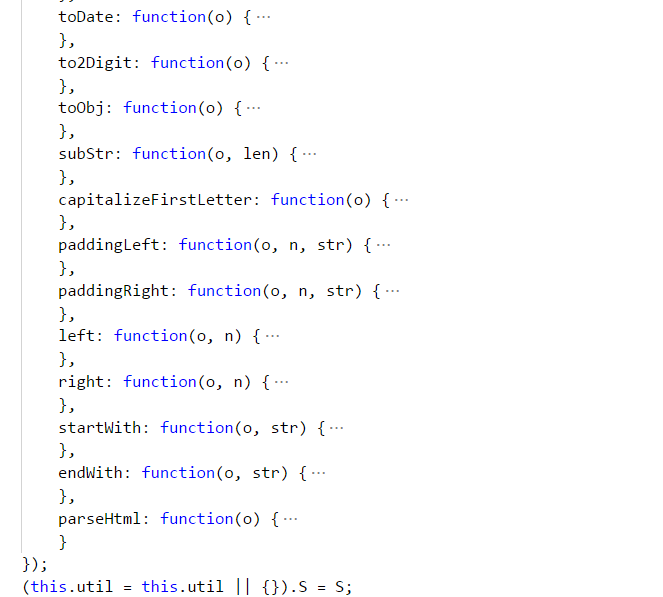 toDate: function(o) {···
},
to2Digit: function(o) {···
},
toObj: function(o) {···
},
subStr: function(o, len) {···
},
capitalizeFirstLetter: function(o) {···
},
paddingLeft: function(o, n, str) {···
},
paddingRight: function(o, n, str) {···
},
left: function(o, n) {···
},
right: function(o, n) {···
},
startWith: function(o, str) {···
},
endWith: function(o, str) {···
},
parseHtml: function(o) {···
}
});
(this.util = this.util || {}).S = S;